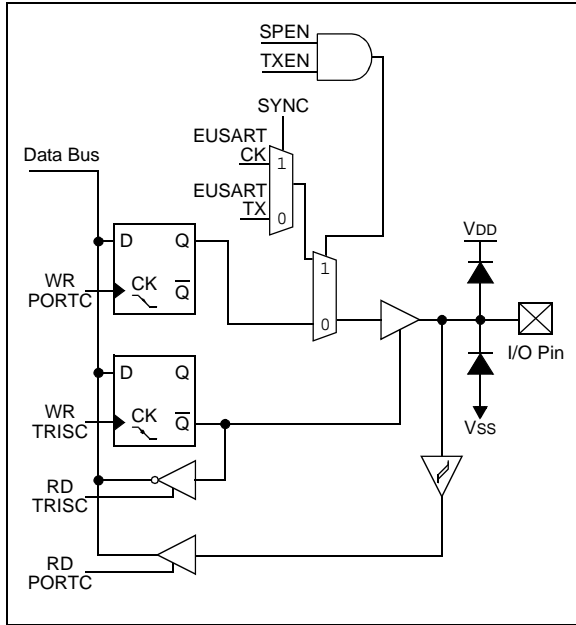 SPEN
TXEN
SYNC
EUSART
CK
1
EUSART
TX
0
Data Bus
D Q
CK
Q
WR
PORTC
1
0
VDD
I/O Pin
VSS
D Q
CK
Q
WR
TRISC
RD
TRISC
RD
PORTC